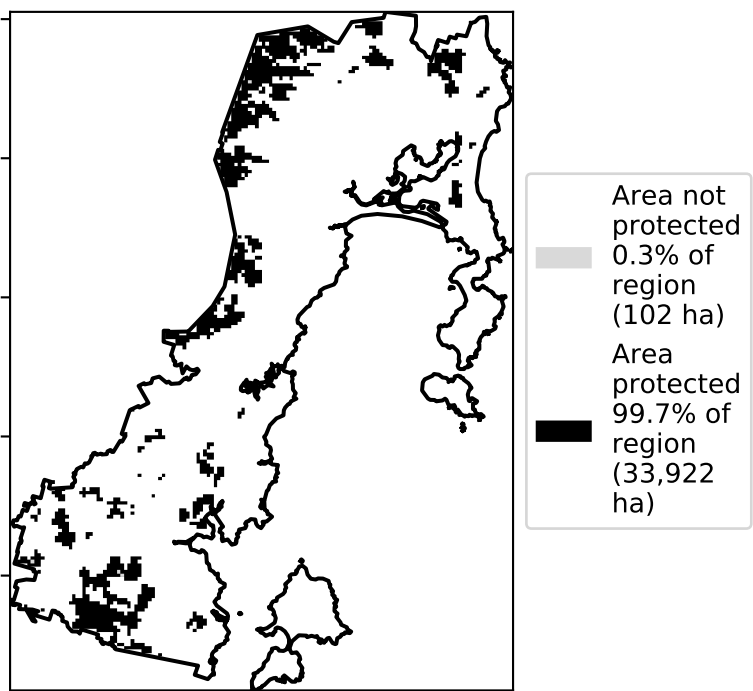 Area not
protected
0.3% of
region
(102 ha)
Area
protected
99.7% of
region
(33,922
ha)